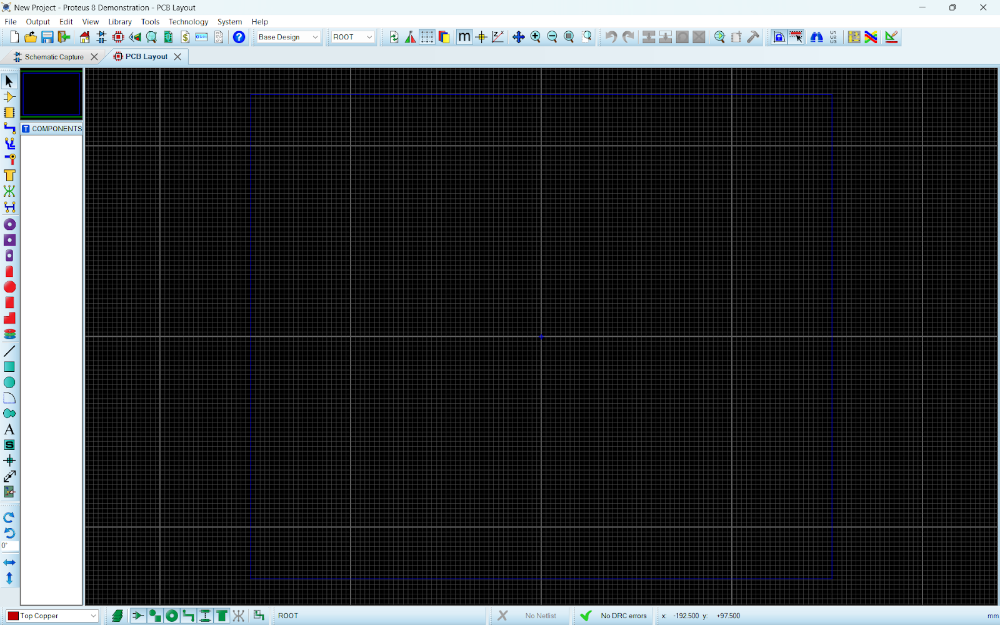 New Project - Proteus 8 Demonstration - PCB Layout
File Output Edit View Library Tools Technology System Help
Base Design ROOT
Schematic Capture PCB Layout
COMPONENTS
0°
Top Copper ROOT No Netlist No DRC errors x: -192.500 y: +97.500 mm